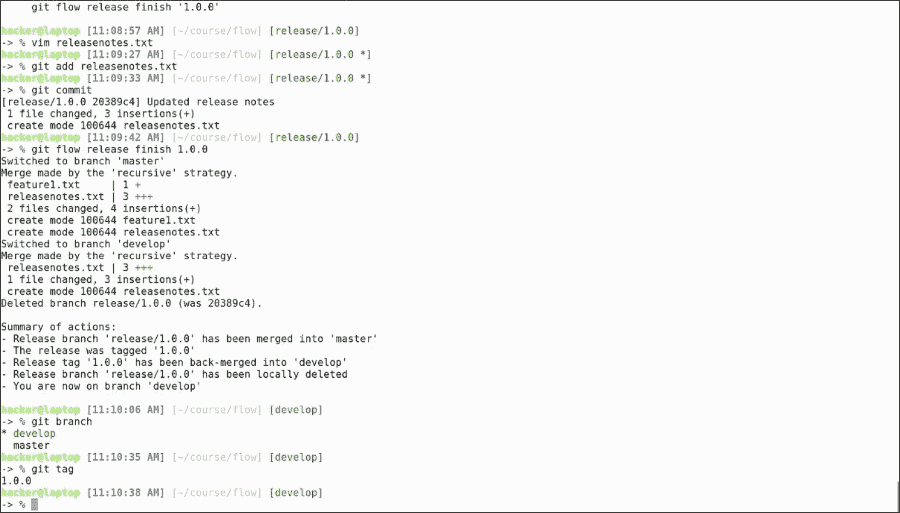 git flow release finish '1.0.0'
hacker@laptop [11:08:57 AM] [~/course/flow] [release/1.0.0]
-> % vim releasenotes.txt
hacker@laptop [11:09:27 AM] [~/course/flow] [release/1.0.0 *]
-> % git add releasenotes.txt
hacker@laptop [11:09:33 AM] [~/course/flow] [release/1.0.0 *]
-> % git commit
[release/1.0.0 20389c4] Updated release notes
1 file changed, 3 insertions(+)
create mode 100644 releasenotes.txt
hacker@laptop [11:09:42 AM] [~/course/flow] [release/1.0.0]
-> % git flow release finish 1.0.0
Switched to branch 'master'
Merge made by the 'recursive' strategy.
feature1.txt | 1 +
releasenotes.txt | 3 +++
2 files changed, 4 insertions(+)
create mode 100644 feature1.txt
create mode 100644 releasenotes.txt
Switched to branch 'develop'
Merge made by the 'recursive' strategy.
releasenotes.txt | 3 +++
1 file changed, 3 insertions(+)
create mode 100644 releasenotes.txt
Deleted branch release/1.0.0 (was 20389c4).
Summary of actions:
- Release branch 'release/1.0.0' has been merged into 'master'
- The release was tagged '1.0.0'
- Release tag '1.0.0' has been back-merged into 'develop'
- Release branch 'release/1.0.0' has been locally deleted
- You are now on branch 'develop'
hacker@laptop [11:10:06 AM] [~/course/flow] [develop]
-> % git branch
* develop
master
hacker@laptop [11:10:35 AM] [~/course/flow] [develop]
-> % git tag
1.0.0
hacker@laptop [11:10:38 AM] [~/course/flow] [develop]
-> %